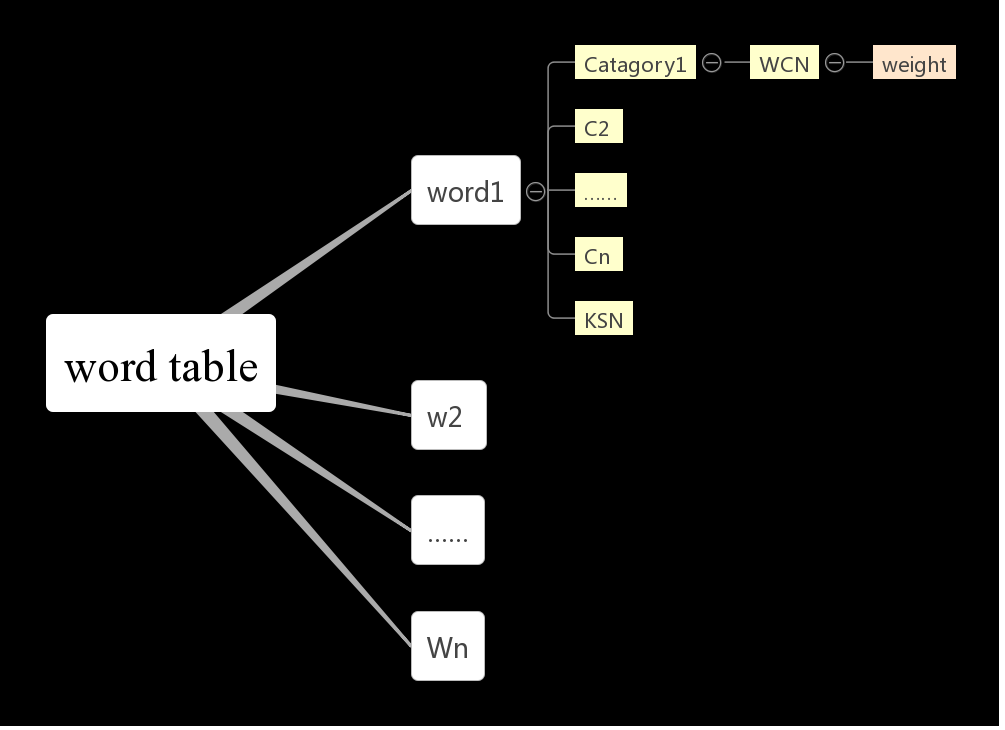 Catagory1
WCN
weight
C2
word1
......
Cn
KSN
word table
w2
......
Wn